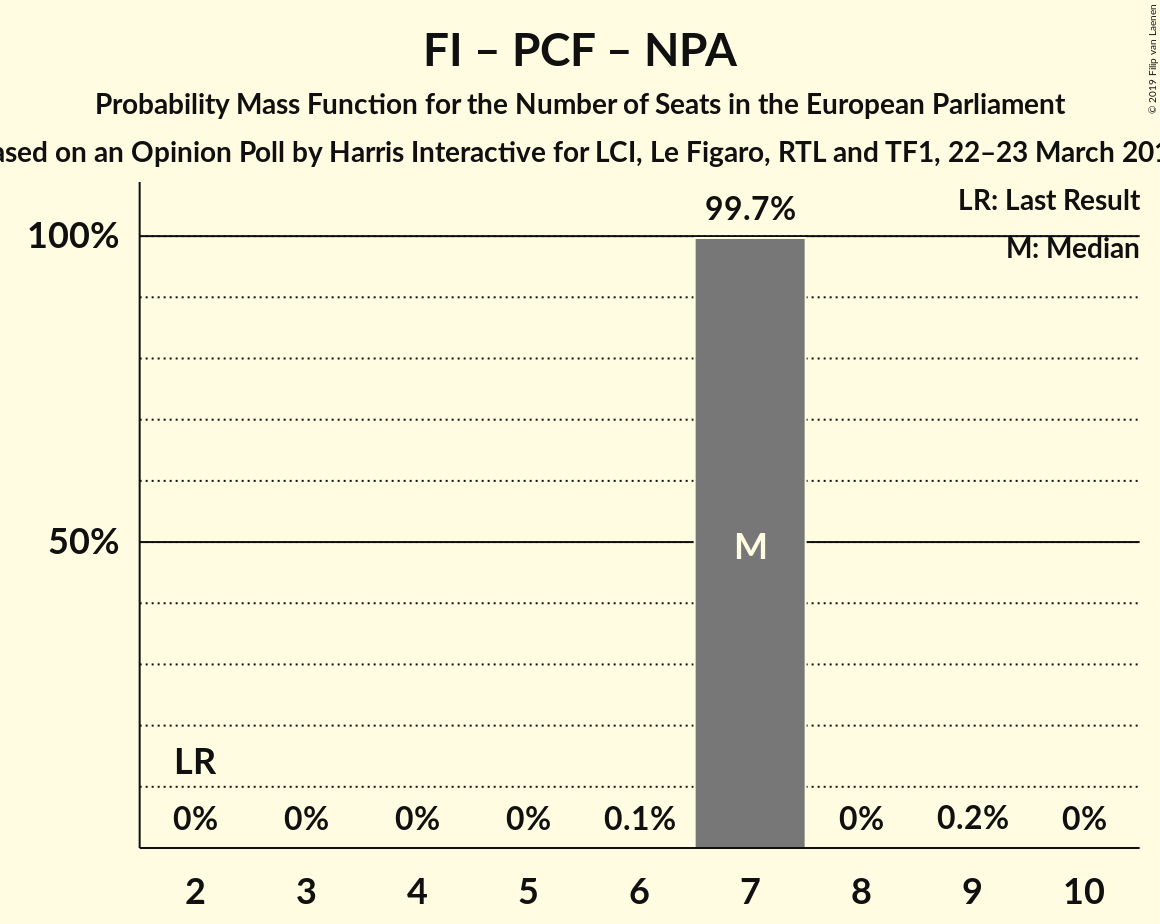 FI – PCF – NPA
Probability Mass Function for the Number of Seats in the European Parliament
on an Opinion Poll by Harris Interactive for LCI, Le Figaro, RTL and TF1, 22–23 March
© 2019 Filip van Laenen
LR: Last Result
M: Median
99.7%
100%
50%
M
LR
0% 0% 0% 0% 0.1% 0% 0.2% 0%
2 3 4 5 6 7 8 9 10